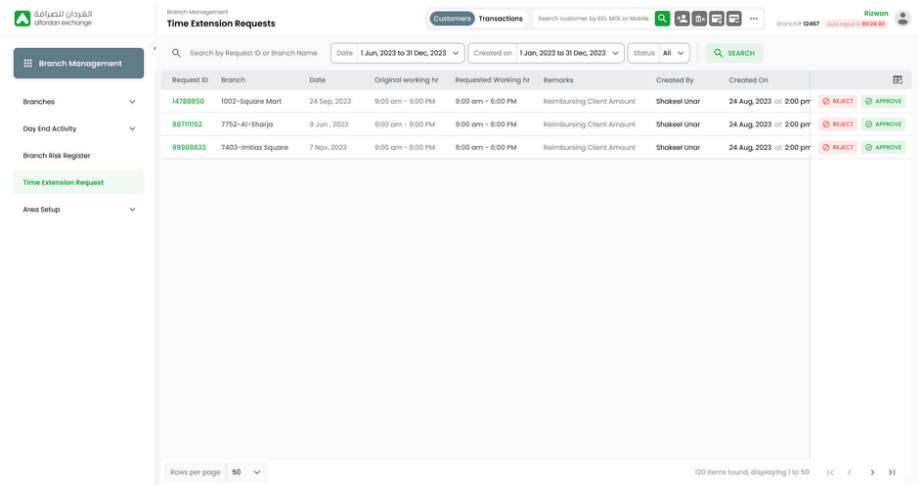 الفردان للصرافة
alfardan exchange
Branch Management
Time Extension Requests
Customers Transactions
Search customer by EID, MOL or Mobile
Rizwan
Branch# 12467 Auto logout in 00:24:30
Branch Management
Branches
Day End Activity
Branch Risk Register
Time Extension Request
Area Setup
Search by Request ID or Branch Name Date 1 Jun, 2023 to 31 Dec, 2023 Created on 1 Jan, 2023 to 31 Dec, 2023 Status All SEARCH
Request ID Branch Date Original working hr Requested Working hr Remarks Created By Created On
14788850 1002-Square Mart 24 Sep, 2023 9:00 am - 6:00 PM 9:00 am - 6:00 PM Reimbursing Client Amount Shakeel Unar 24 Aug, 2023 at 2:00 pm REJECT APPROVE
887111152 7752-Al-Sharja 9 Jun , 2023 9:00 am - 6:00 PM 9:00 am - 6:00 PM Reimbursing Client Amount Shakeel Unar 24 Aug, 2023 at 2:00 pm REJECT APPROVE
99988833 7403-Imtiaz Square 7 Nov, 2023 9:00 am - 6:00 PM 9:00 am - 6:00 PM Reimbursing Client Amount Shakeel Unar 24 Aug, 2023 at 2:00 pm REJECT APPROVE
Rows per page 50
120 items found, displaying 1 to 50